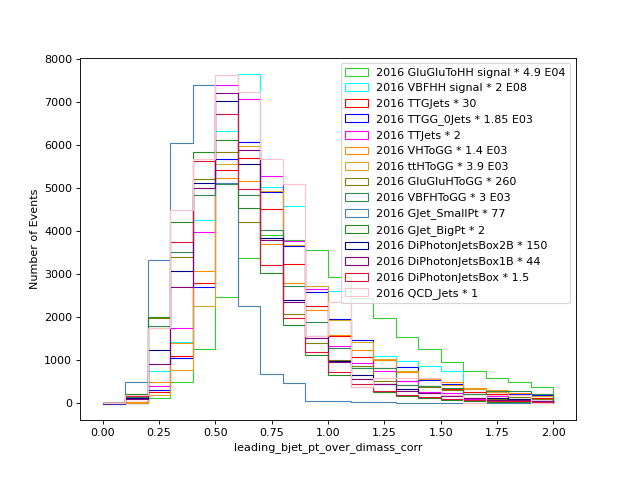 8000
7000
6000
5000
4000
3000
2000
1000
0
Number of Events
2016 GluGluToHH signal * 4.9 E04
2016 VBFHH signal * 2 E08
2016 TTGJets * 30
2016 TTGG_0Jets * 1.85 E03
2016 TTJets * 2
2016 VHToGG * 1.4 E03
2016 ttHToGG * 3.9 E03
2016 GluGluHToGG * 260
2016 VBFHToGG * 3 E03
2016 GJet_SmallPt * 77
2016 GJet_BigPt * 2
2016 DiPhotonJetsBox2B * 150
2016 DiPhotonJetsBox1B * 44
2016 DiPhotonJetsBox * 1.5
2016 QCD_Jets * 1
0.00 0.25 0.50 0.75 1.00 1.25 1.50 1.75 2.00
leading_bjet_pt_over_dimass_corr